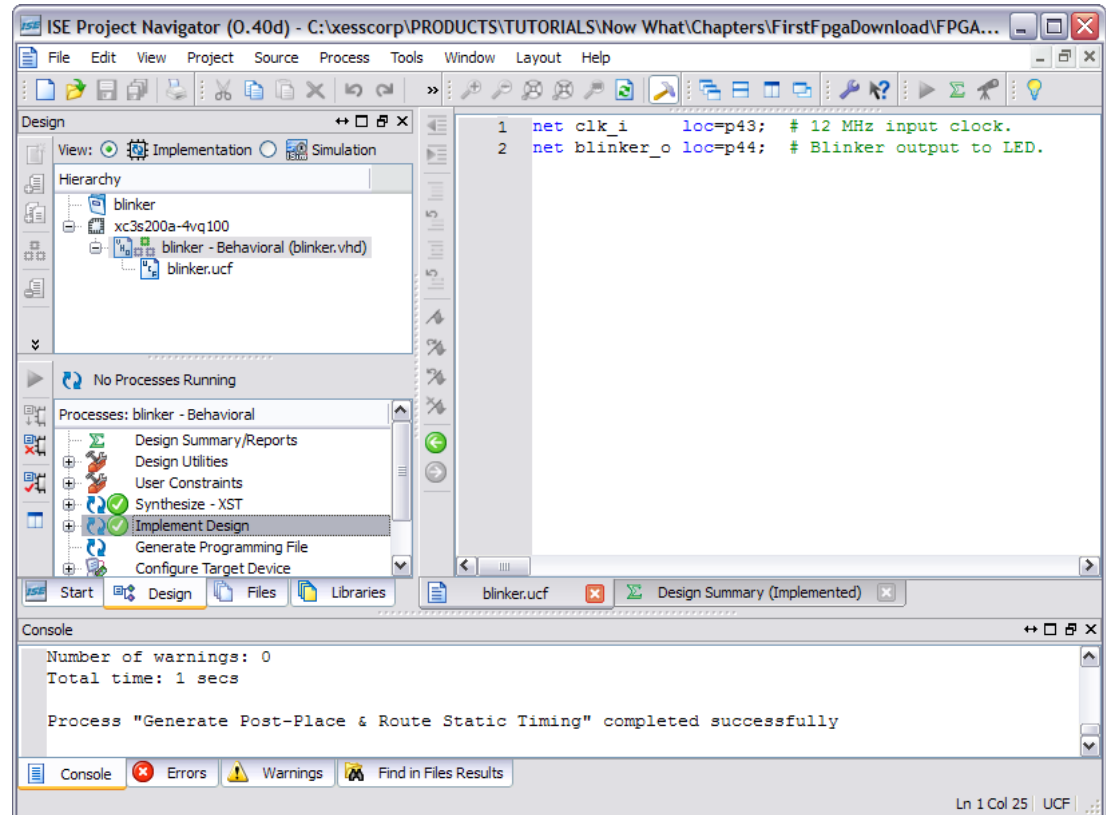 ISE Project Navigator (0.40d) - C:\xesscorp\PRODUCTS\TUTORIALS\Now What\Chapters\FirstFpgaDownload\FPGA...
File Edit View Project Source Process Tools Window Layout Help
Design
View: Implementation Simulation
Hierarchy
blinker
xc3s200a-4vq100
blinker - Behavioral (blinker.vhd)
blinker.ucf
No Processes Running
Processes: blinker - Behavioral
Design Summary/Reports
Design Utilities
User Constraints
Synthesize - XST
Implement Design
Generate Programming File
Configure Target Device
Start Design Files Libraries
1 net clk_i loc=p43; # 12 MHz input clock.
2 net blinker_o loc=p44; # Blinker output to LED.
blinker.ucf Design Summary (Implemented)
Console
Number of warnings: 0
Total time: 1 secs
Process "Generate Post-Place & Route Static Timing" completed successfully
Console Errors Warnings Find in Files Results
Ln 1 Col 25 UCF